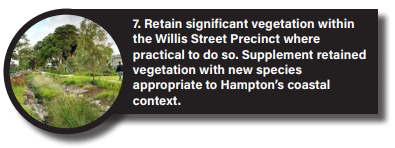 7. Retain significant vegetation within
the Willis Street Precinct where
practical to do so. Supplement retained
vegetation with new species
appropriate to Hampton's coastal
context.